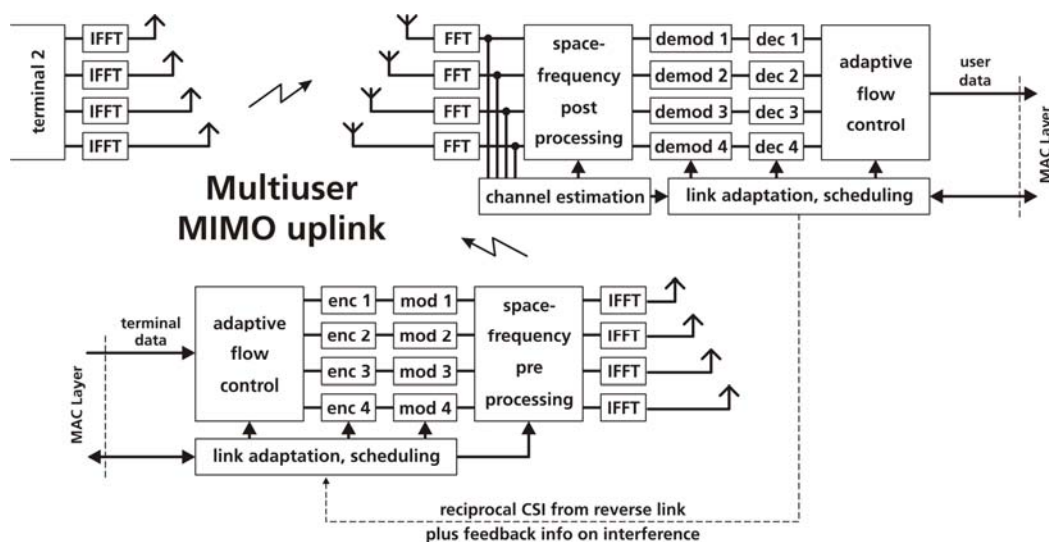 terminal 2
IFFT
IFFT
IFFT
IFFT
FFT
FFT
FFT
FFT
space-
frequency
post
processing
demod 1
demod 2
demod 3
demod 4
dec 1
dec 2
dec 3
dec 4
adaptive
flow
control
user
data
MAC Layer
channel estimation
link adaptation, scheduling
Multiuser
MIMO uplink
MAC Layer
terminal
data
adaptive
flow
control
enc 1
enc 2
enc 3
enc 4
mod 1
mod 2
mod 3
mod 4
space-
frequency
pre
processing
IFFT
IFFT
IFFT
IFFT
link adaptation, scheduling
reciprocal CSI from reverse link
plus feedback info on interference